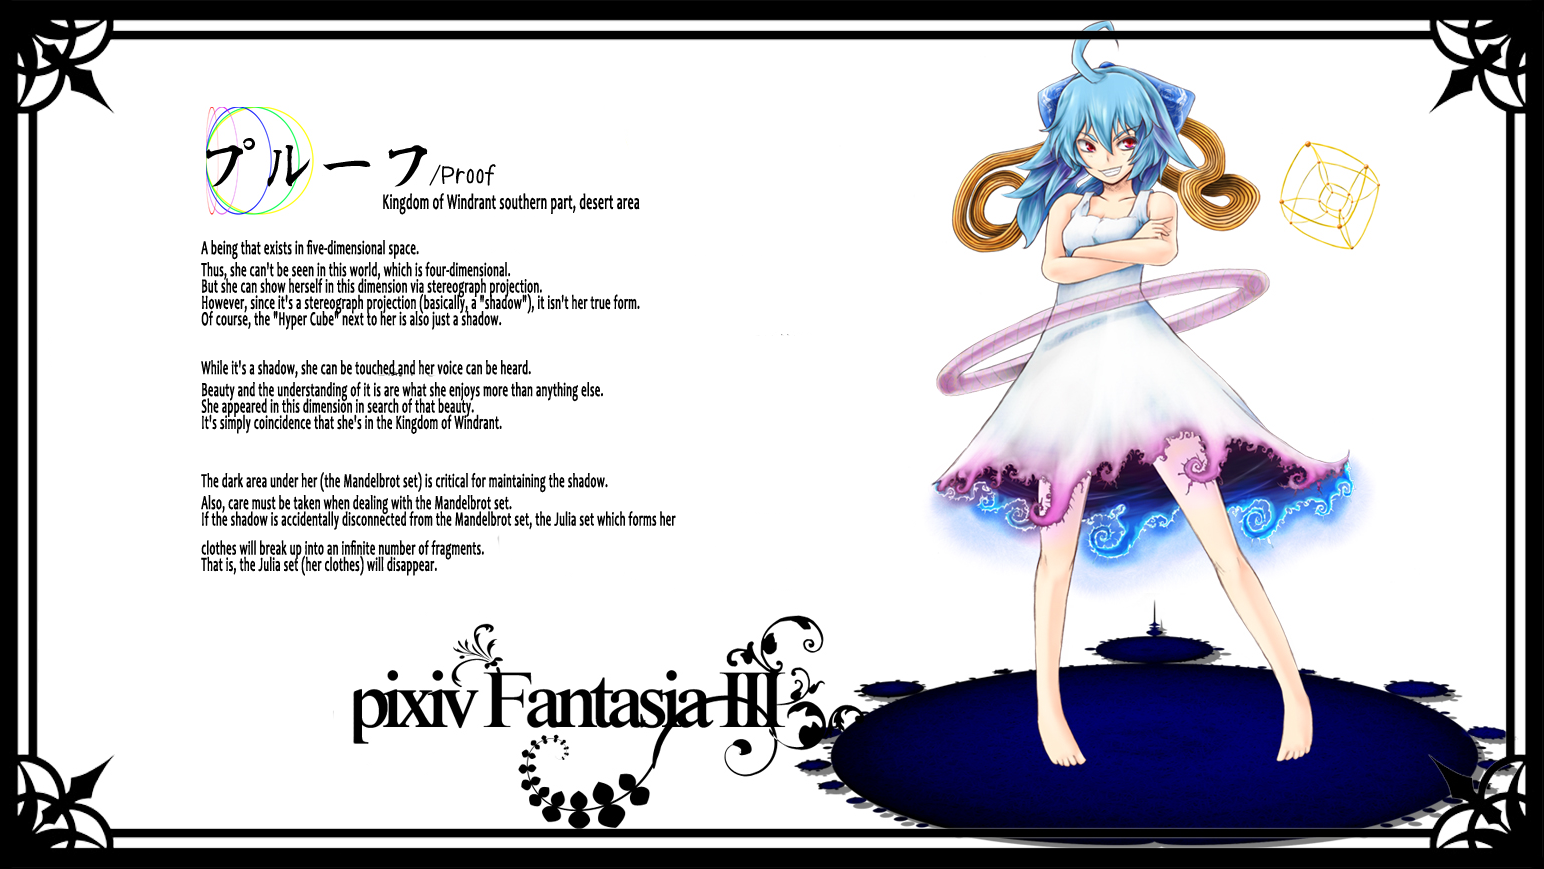 プルーフ/Proof
Kingdom of Windrant southern part, desert area
A being that exists in five-dimensional space.
Thus, she can't be seen in this world, which is four-dimensional.
But she can show herself in this dimension via stereograph projection.
However, since it's a stereograph projection (basically, a "shadow"), it isn't her true form.
Of course, the "Hyper Cube" next to her is also just a shadow.
While it's a shadow, she can be touched and her voice can be heard.
Beauty and the understanding of it is are what she enjoys more than anything else.
She appeared in this dimension in search of that beauty.
It's simply coincidence that she's in the Kingdom of Windrant.
The dark area under her (the Mandelbrot set) is critical for maintaining the shadow.
Also, care must be taken when dealing with the Mandelbrot set.
If the shadow is accidentally disconnected from the Mandelbrot set, the Julia set which forms her
clothes will break up into an infinite number of fragments.
That is, the Julia set (her clothes) will disappear.
pixiv Fantasia III